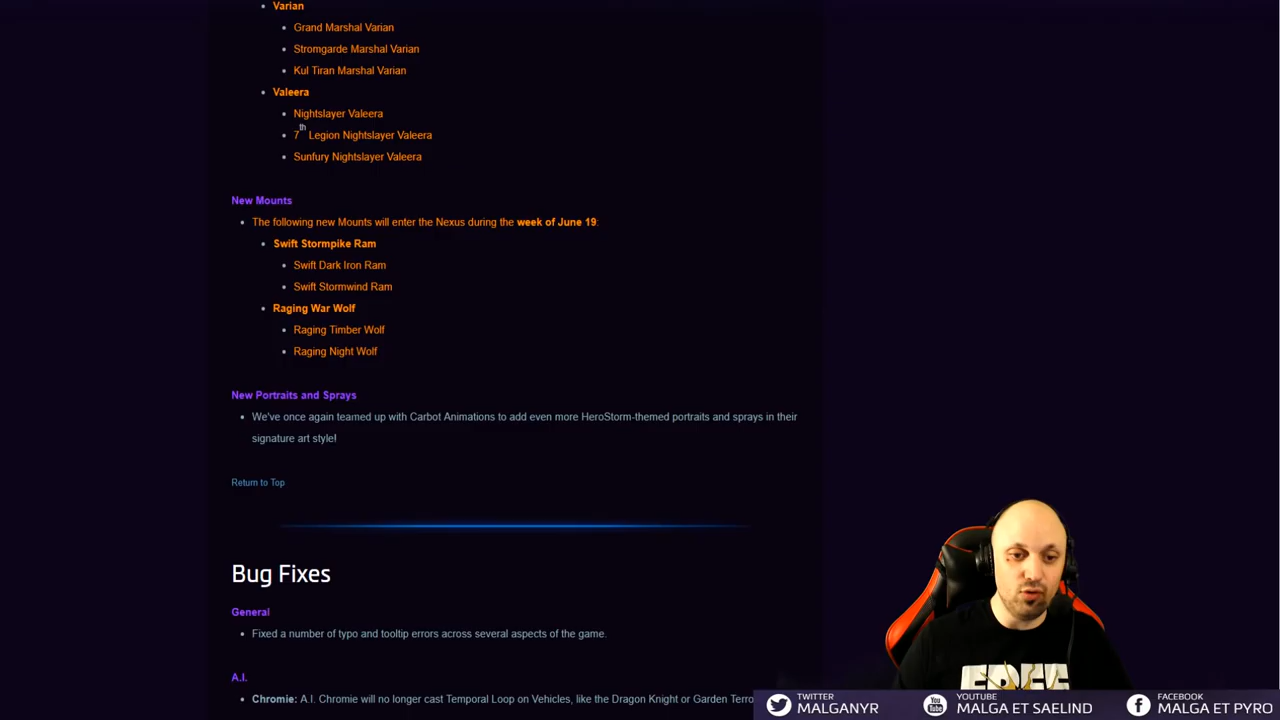 Varian
Grand Marshal Varian
Stromgarde Marshal Varian
Kul Tiran Marshal Varian
Valeera
Nightslayer Valeera
7th Legion Nightslayer Valeera
Sunfury Nightslayer Valeera
New Mounts
The following new Mounts will enter the Nexus during the week of June 19:
Swift Stormpike Ram
Swift Dark Iron Ram
Swift Stormwind Ram
Raging War Wolf
Raging Timber Wolf
Raging Night Wolf
New Portraits and Sprays
We've once again teamed up with Carbot Animations to add even more HeroStorm-themed portraits and sprays in their
signature art style!
Return to Top
Bug Fixes
General
Fixed a number of typo and tooltip errors across several aspects of the game.
A.I.
Chromie: A.I. Chromie will no longer cast Temporal Loop on Vehicles, like the Dragon Knight or Garden Terro
TWITTER
MALGANYR
You Tube
YOUTUBE
MALGA ET SAELIND
FACEBOOK
MALGA ET PYRO